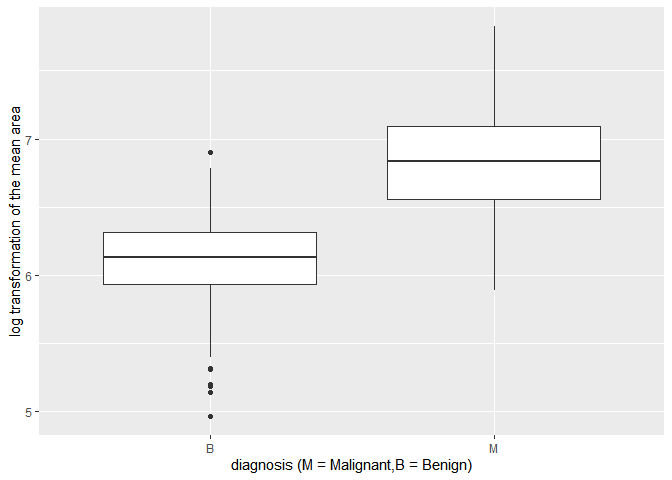 log transformation of the mean area
7
6
5
B
M
diagnosis (M = Malignant,B = Benign)